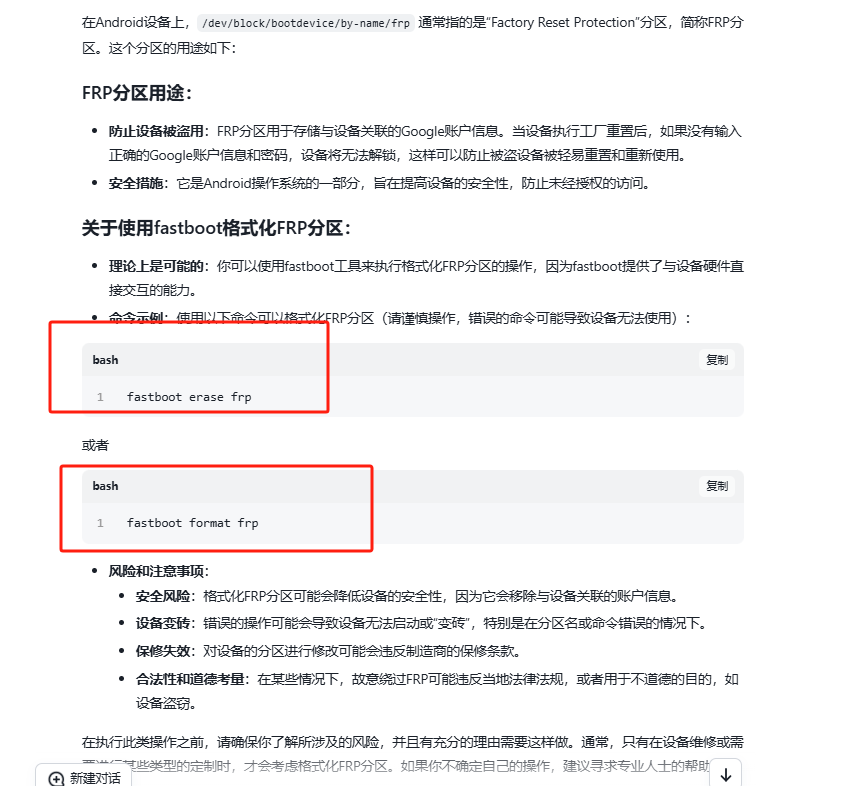 在Android设备上，/dev/block/bootdevice/by-name/frp 通常指的是“Factory Reset Protection”分区，简称FRP分
区。这个分区的用途如下：
FRP分区用途：
防止设备被盗用：FRP分区用于存储与设备关联的Google账户信息。当设备执行工厂重置后，如果没有输入
正确的Google账户信息和密码，设备将无法解锁，这样可以防止被盗设备被轻易重置和重新使用。
安全措施：它是Android操作系统的一部分，旨在提高设备的安全性，防止未经授权的访问。
关于使用fastboot格式化FRP分区：
理论上是可能的：你可以使用fastboot工具来执行格式化FRP分区的操作，因为fastboot提供了与设备硬件直
接交互的能力。
命令示例：使用以下命令可以格式化FRP分区（请谨慎操作，错误的命令可能导致设备无法使用）：
bash 复制
1 fastboot erase frp
或者
bash 复制
1 fastboot format frp
风险和注意事项：
安全风险：格式化FRP分区可能会降低设备的安全性，因为它会移除与设备关联的账户信息。
设备变砖：错误的操作可能会导致设备无法启动或“变砖”，特别是在分区名或命令错误的情况下。
保修失效：对设备的分区进行修改可能会违反制造商的保修条款。
合法性和道德考量：在某些情况下，故意绕过FRP可能违反当地法律法规，或者用于不道德的目的，如
设备盗窃。
在执行此类操作之前，请确保你了解所涉及的风险，并且有充分的理由需要这样做。通常，只有在设备维修或需
要进行某些类型的定制时，才会考虑格式化FRP分区。如果你不确定自己的操作，建议寻求专业人士的帮助
新建对话